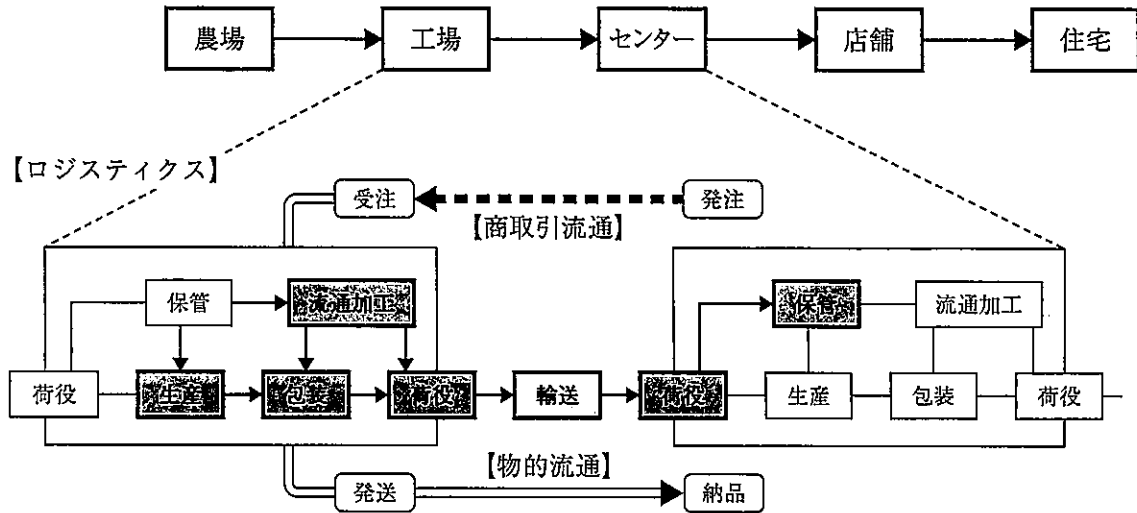 農場
工場
センター
店舗
住宅
【ロジスティクス】
受注
発注
【商取引流通】
保管
流通加工
保管
流通加工
荷役
生産
包装
荷役
輸送
荷役
生産
包装
荷役
【物的流通】
発送
納品